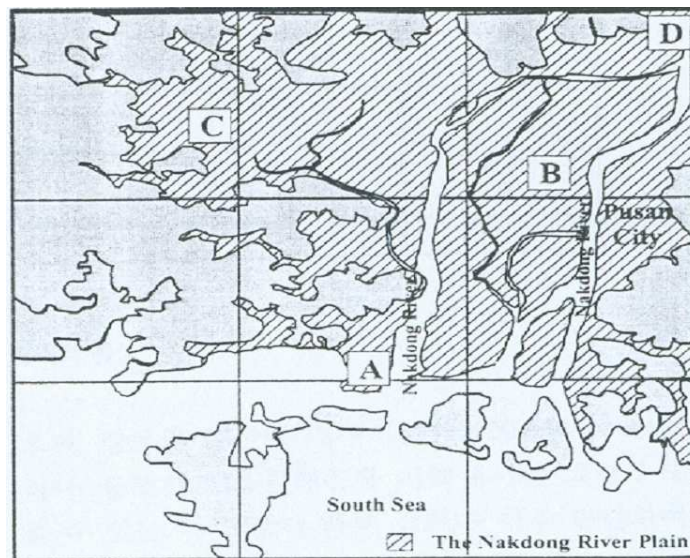 D
C
B
Pusan
City
Nakdong River
Nakdong River
A
South Sea
The Nakdong River Plain